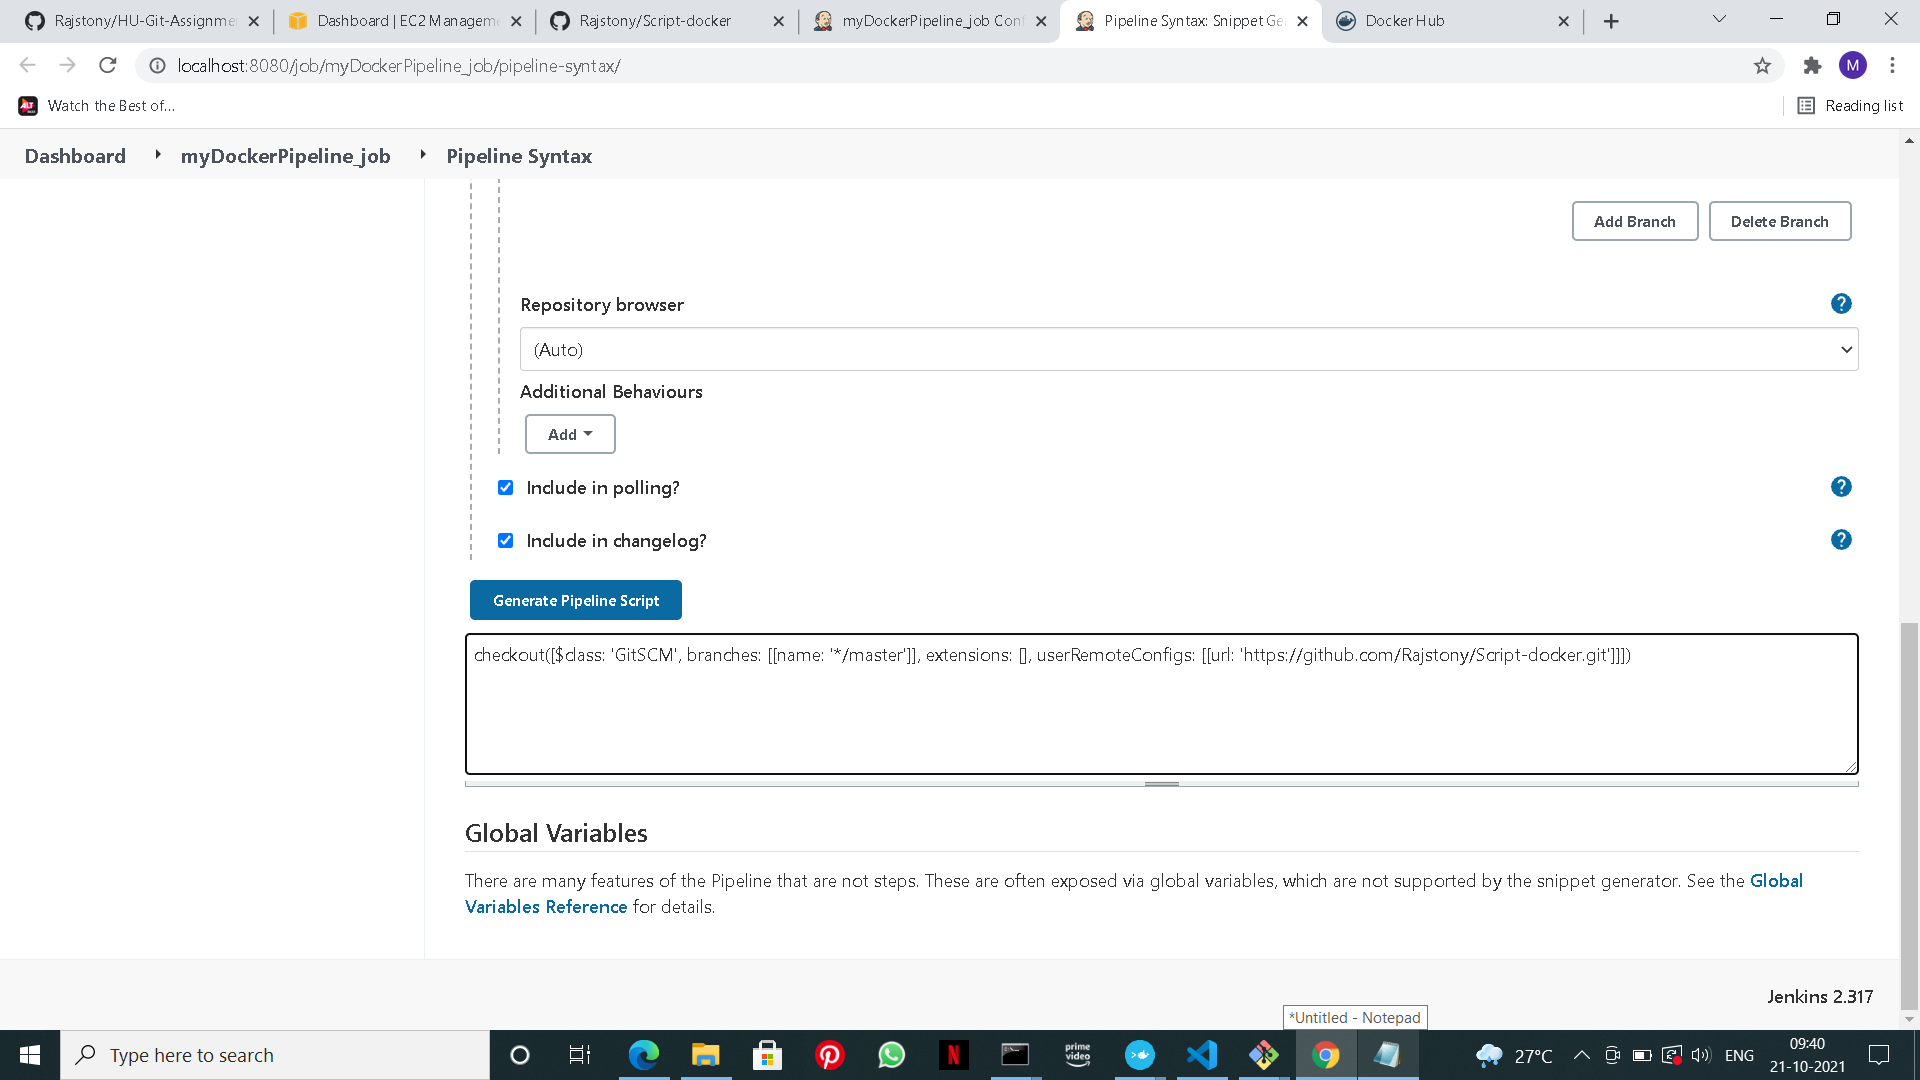 Rajstony/HU-Git-Assignme
Dashboard | EC2 Managem
Rajstony/Script-docker
myDockerPipeline_job Con
Pipeline Syntax: Snippet Ge
Docker Hub
localhost:8080/job/myDockerPipeline_job/pipeline-syntax/
M
ALT
Watch the Best of...
Reading list
Dashboard
myDockerPipeline_job
Pipeline Syntax
Add Branch
Delete Branch
Repository browser
?
(Auto)
Additional Behaviours
Add
Include in polling?
?
Include in changelog?
?
Generate Pipeline Script
checkout([$class: 'GitSCM', branches: [[name: '*/master']], extensions: [], userRemoteConfigs: [[url: 'https://github.com/Rajstony/Script-docker.git']]])
Global Variables
There are many features of the Pipeline that are not steps. These are often exposed via global variables, which are not supported by the snippet generator. See the Global
Variables Reference for details.
Jenkins 2.317
*Untitled - Notepad
Type here to search
N
prime
video
27°C
ENG
09:40
21-10-2021